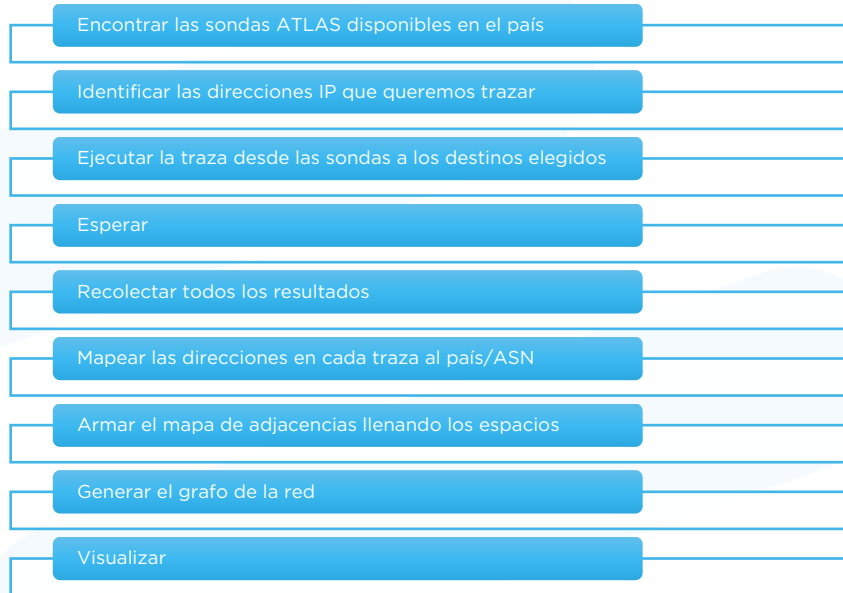 Encontrar las sondas ATLAS disponibles en el país
Identificar las direcciones IP que queremos trazar
Ejecutar la traza desde las sondas a los destinos elegidos
Esperar
Recolectar todos los resultados
Mapear las direcciones en cada traza al país/ASN
Armar el mapa de adjacencias llenando los espacios
Generar el grafo de la red
Visualizar